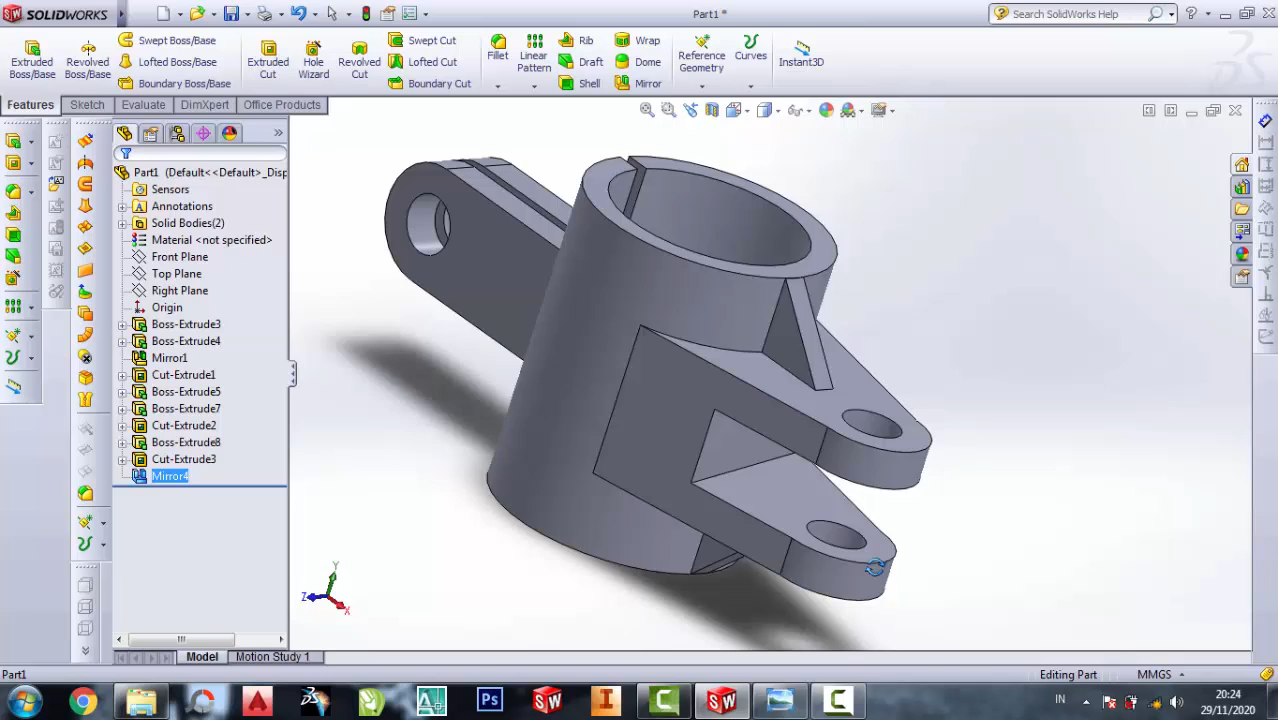 SOLIDWORKS
Part1 *
Search SolidWorks Help
Extruded Boss/Base
Revolved Boss/Base
Swept Boss/Base
Lofted Boss/Base
Boundary Boss/Base
Extruded Cut
Hole Wizard
Revolved Cut
Swept Cut
Lofted Cut
Boundary Cut
Fillet
Linear Pattern
Rib
Draft
Shell
Wrap
Dome
Mirror
Reference Geometry
Curves
Instant3D
Features
Sketch
Evaluate
DimXpert
Office Products
Part1 (Default<<Default>_Disp
Sensors
Annotations
Solid Bodies(2)
Material <not specified>
Front Plane
Top Plane
Right Plane
Origin
Boss-Extrude3
Boss-Extrude4
Mirror1
Cut-Extrude1
Boss-Extrude5
Boss-Extrude7
Cut-Extrude2
Boss-Extrude8
Cut-Extrude3
Mirror4
Y
Z
X
Model
Motion Study 1
Part1
Editing Part
MMGS
Ps
SW
SW
IN
20:24
29/11/2020